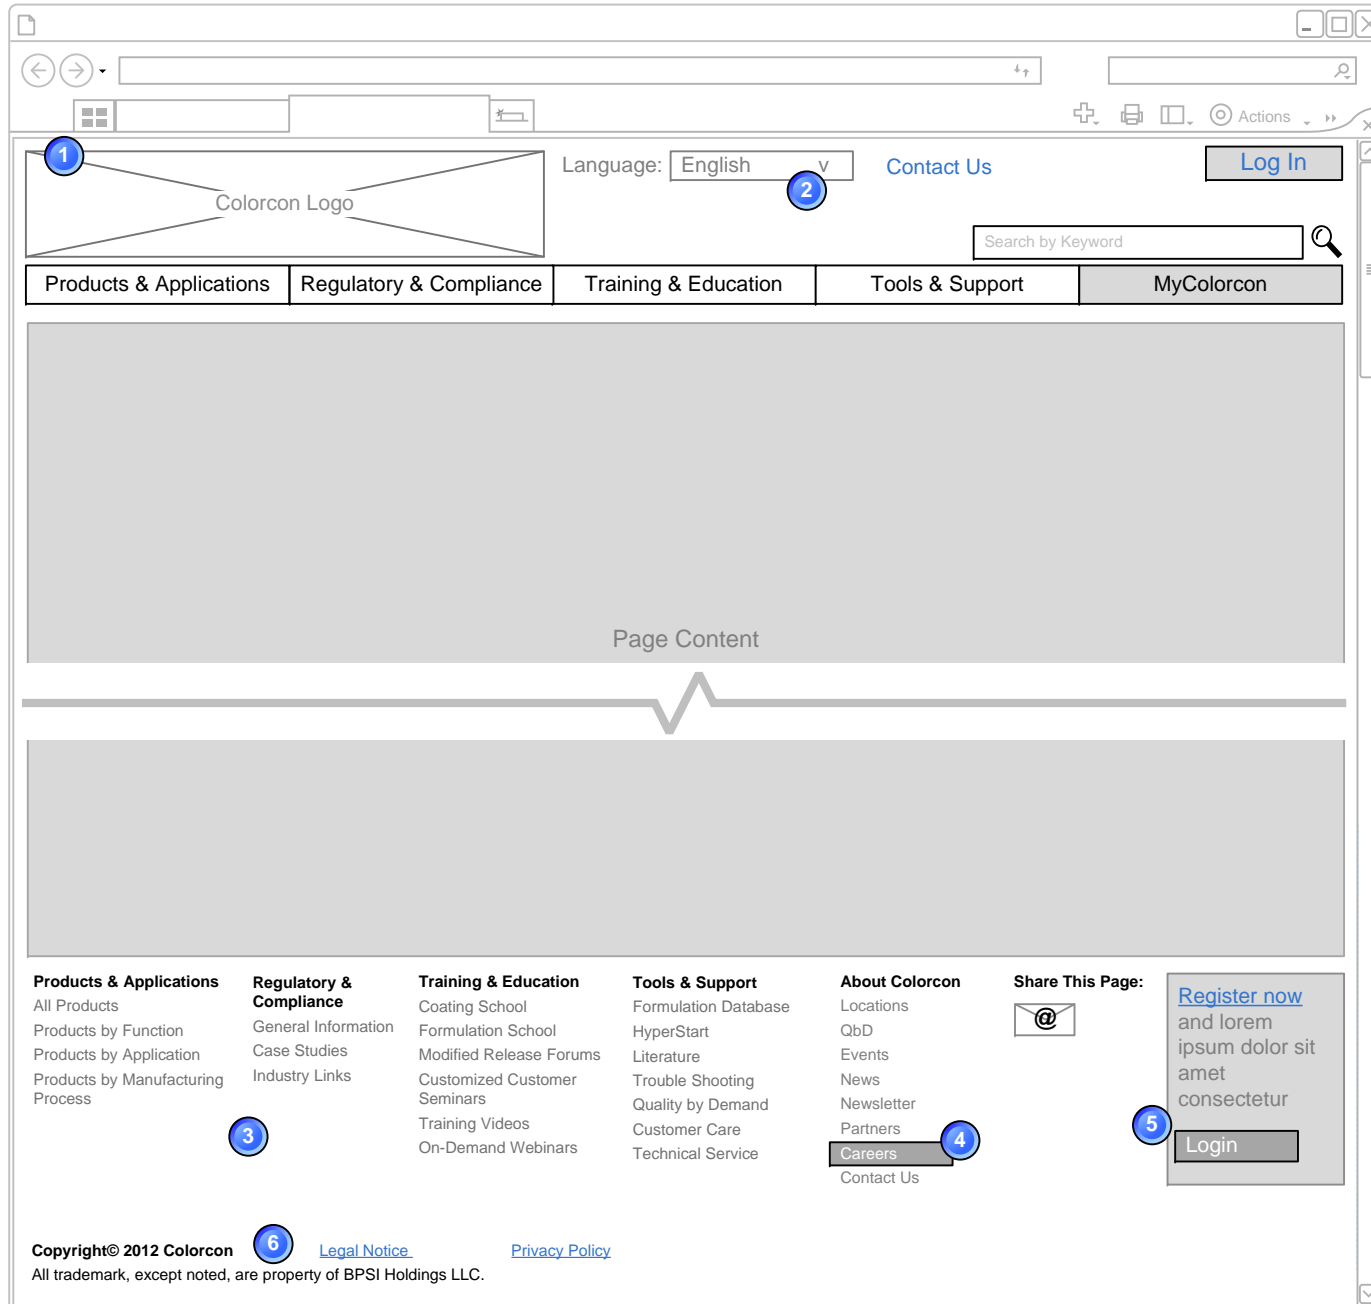 Actions
1
Colorcon Logo
Language: English v
2
Contact Us
Log In
Search by Keyword
Products & Applications
Regulatory & Compliance
Training & Education
Tools & Support
MyColorcon
Page Content
Products & Applications
All Products
Products by Function
Products by Application
Products by Manufacturing
Process
3
Regulatory &
Compliance
General Information
Case Studies
Industry Links
Training & Education
Coating School
Formulation School
Modified Release Forums
Customized Customer
Seminars
Training Videos
On-Demand Webinars
Tools & Support
Formulation Database
HyperStart
Literature
Trouble Shooting
Quality by Demand
Customer Care
Technical Service
About Colorcon
Locations
QbD
Events
News
Newsletter
Partners
Careers
4
Contact Us
Share This Page:
@
Register now
and lorem
ipsum dolor sit
amet
consectetur
5
Login
Copyright© 2012 Colorcon
6
Legal Notice
Privacy Policy
All trademark, except noted, are property of BPSI Holdings LLC.